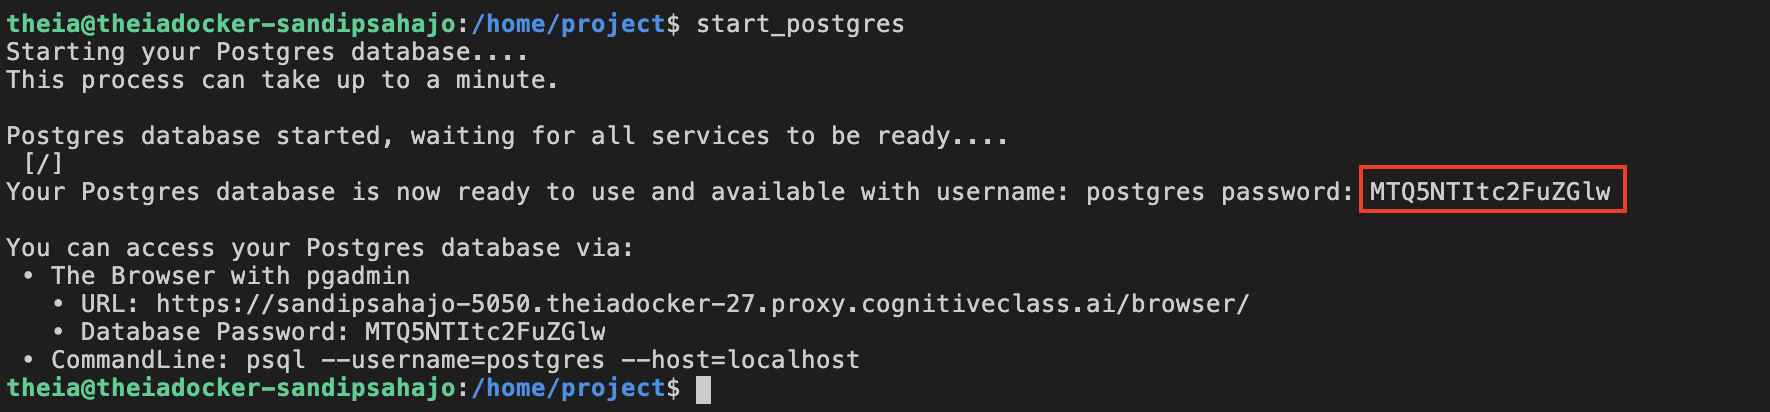 theia@theiadocker-sandipsahajo:/home/project$ start_postgres
Starting your Postgres database....
This process can take up to a minute.
Postgres database started, waiting for all services to be ready....
[/]
Your Postgres database is now ready to use and available with username: postgres password: MTQ5NTItc2FuZGlw
You can access your Postgres database via:
• The Browser with pgadmin
• URL: https://sandipsahajo-5050.theiadocker-27.proxy.cognitiveclass.ai/browser/
• Database Password: MTQ5NTItc2FuZGlw
• CommandLine: psql --username=postgres --host=localhost
theia@theiadocker-sandipsahajo:/home/project$